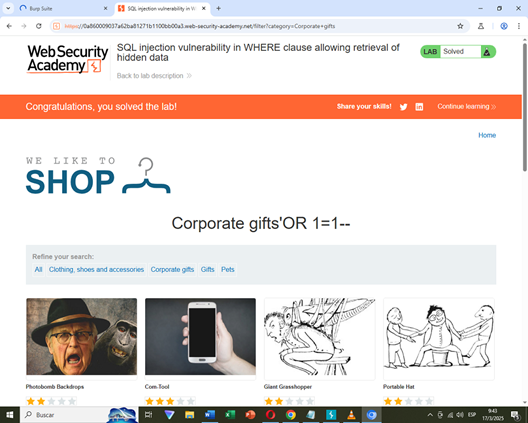 Burp Suite
SQL injection vulnerability in W
https://0a860009037a62ba81271b1100bb00a3.web-security-academy.net/filter?category=Corporate+gifts
Web Security
Academy
SQL injection vulnerability in WHERE clause allowing retrieval of
hidden data
Back to lab description
LAB Solved
Congratulations, you solved the lab!
Share your skills!
Continue learning
Home
WE LIKE TO
SHOP
Corporate gifts'OR 1=1--
Refine your search:
All Clothing, shoes and accessories Corporate gifts Gifts Pets
Photobomb Backdrops
Com-Tool
Giant Grasshopper
Portable Hat
Buscar
ESP
9:43
17/3/2025